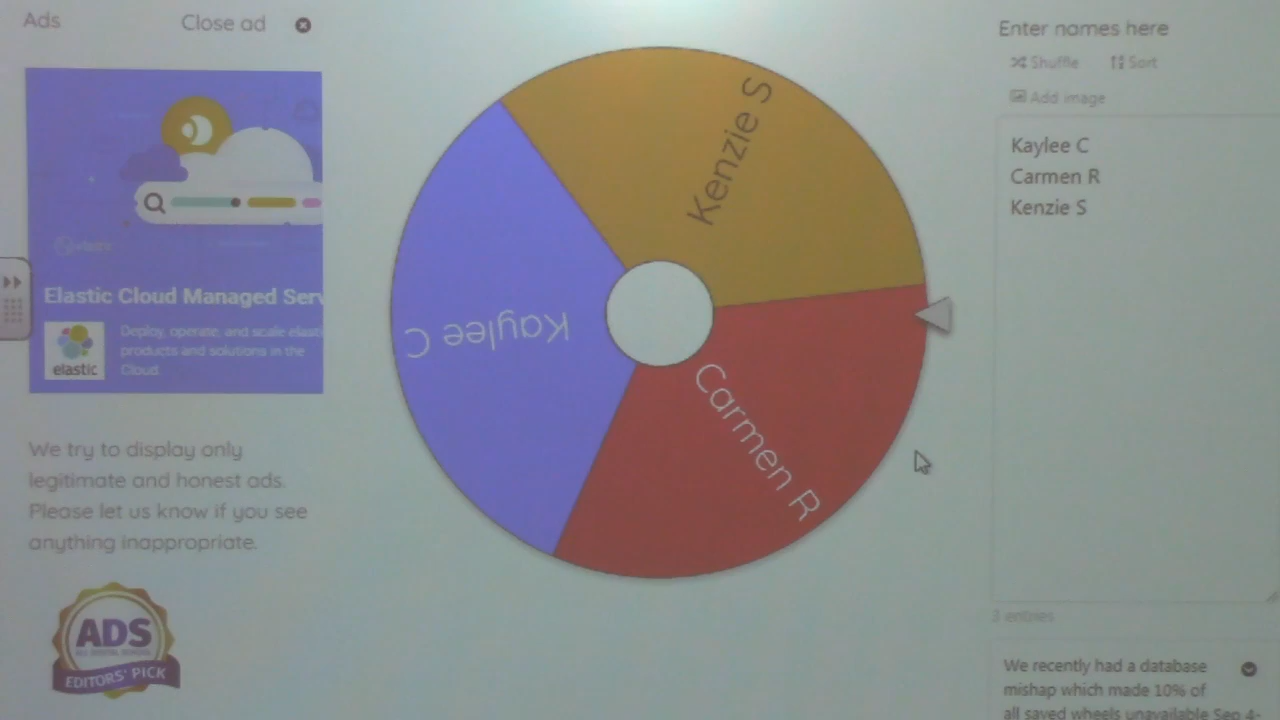 Ads
Close ad
Elastic Cloud Managed Serv
Deploy, operate, and scale elasti
products and solutions in the
Cloud.
elastic
We try to display only
legitimate and honest ads.
Please let us know if you see
anything inappropriate.
ADS
EDITORS' PICK
Kenzie S
Kaylee C
Carmen R
Enter names here
Shuffle
Sort
Add image
Kaylee C
Carmen R
Kenzie S
3 entries
We recently had a database
mishap which made 10% of
all saved wheels unavailable Sep 4-